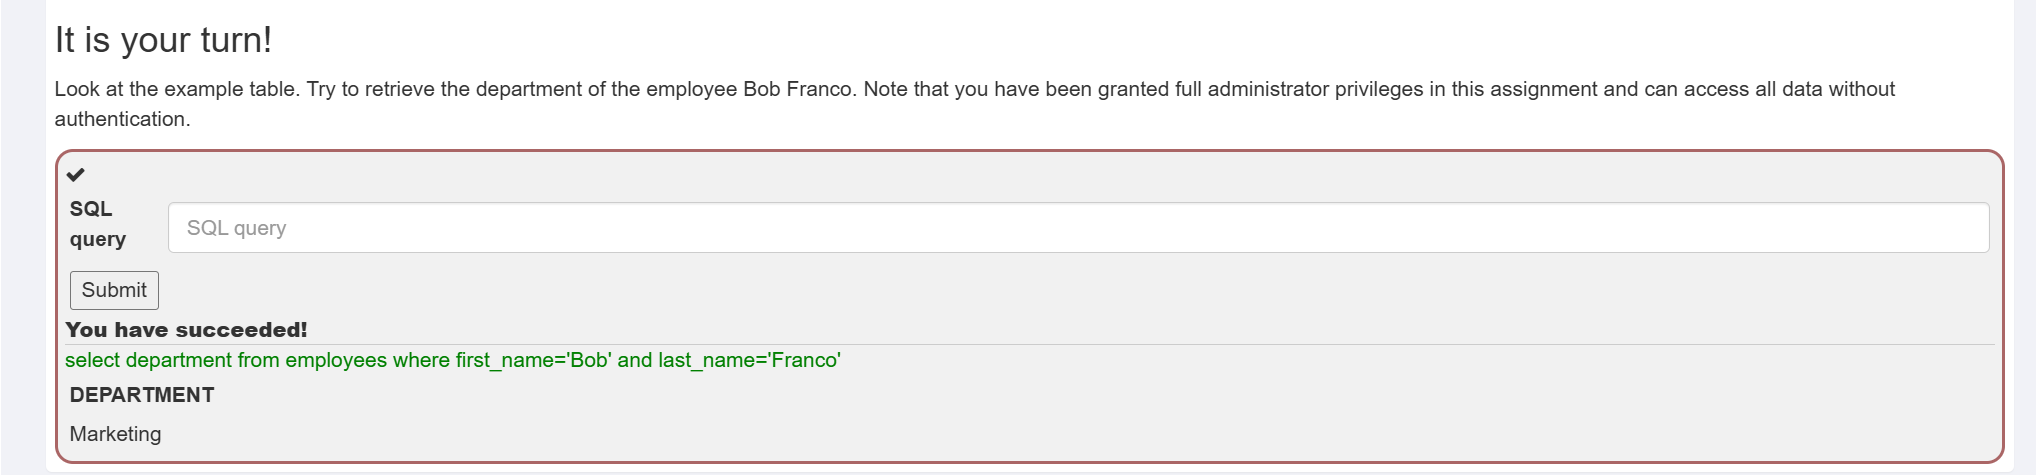 It is your turn!
Look at the example table. Try to retrieve the department of the employee Bob Franco. Note that you have been granted full administrator privileges in this assignment and can access all data without
authentication.
SQL
query
SQL query
Submit
You have succeeded!
select department from employees where first_name='Bob' and last_name='Franco'
DEPARTMENT
Marketing